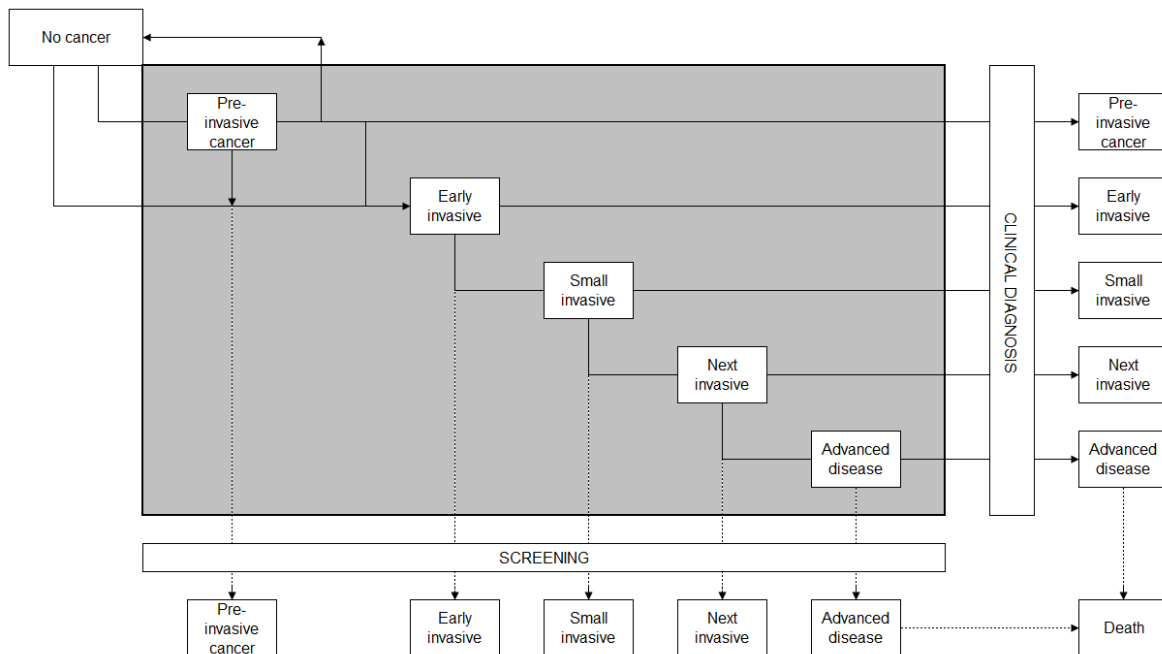 No cancer
Pre-
invasive
cancer
Pre-
invasive
cancer
Early
invasive
Early
invasive
CLINICAL DIAGNOSIS
Small
invasive
Small
invasive
Next
invasive
Next
invasive
Advanced
disease
Advanced
disease
SCREENING
Pre-
invasive
cancer
Early
invasive
Small
invasive
Next
invasive
Advanced
disease
Death